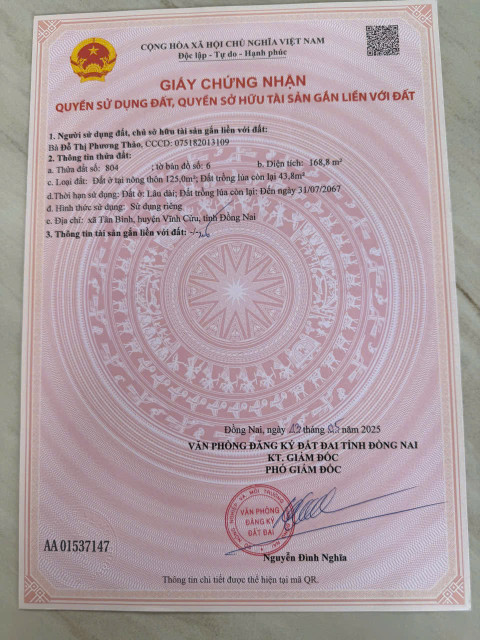 CỘNG HÒA XÃ HỘI CHỦ NGHĨA VIỆT NAM
Độc lập - Tự do - Hạnh phúc
GIẤY CHỨNG NHẬN
QUYỀN SỬ DỤNG ĐẤT, QUYỀN SỞ HỮU TÀI SẢN GẮN LIỀN VỚI ĐẤT
1. Người sử dụng đất, chủ sở hữu tài sản gắn liền với đất:
Bà Đỗ Thị Phương Thảo, CCCD: 075182013109
2. Thông tin thửa đất:
a. Thửa đất số: 804 ; tờ bản đồ số: 6 b. Diện tích: 168,8 m²
c. Loại đất: Đất ở tại nông thôn 125,0m²; Đất trồng lúa còn lại 43,8m²
d.Thời hạn sử dụng: Đất ở: Lâu dài; Đất trồng lúa còn lại: Đến ngày 31/07/2067
đ. Hình thức sử dụng: Sử dụng riêng
e. Địa chỉ: xã Tân Bình, huyện Vĩnh Cửu, tỉnh Đồng Nai
3. Thông tin tài sản gắn liền với đất: -/-
Đồng Nai, ngày tháng 05 năm 2025
VĂN PHÒNG ĐĂNG KÝ ĐẤT ĐAI TỈNH ĐỒNG NAI
KT. GIÁM ĐỐC
PHÓ GIÁM ĐỐC
VĂN PHÒNG
ĐĂNG KÝ
ĐẤT ĐAI
AA 01537147
Nguyễn Đình Nghĩa
Thông tin chi tiết được thể hiện tại mã QR.